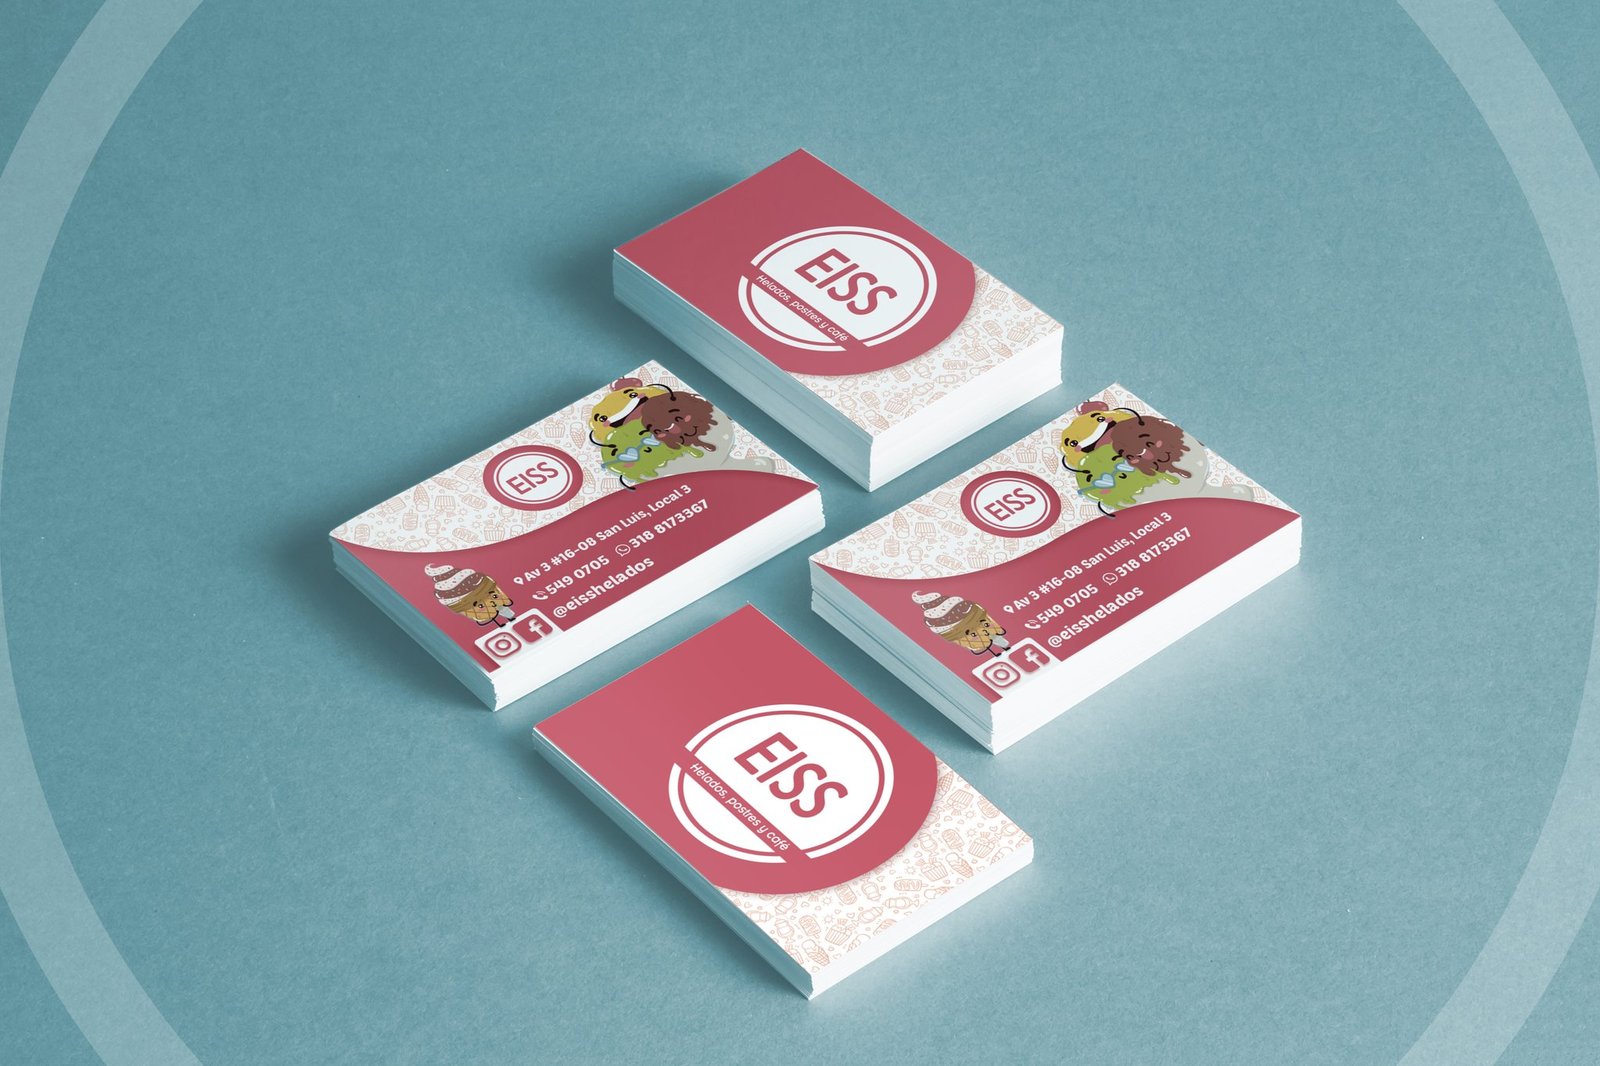 EISS
Helados, postres y café
EISS
Av 3 #16-08 San Luis, Local 3
549 0705 318 8173367
@eisshelados
EISS
Av 3 #16-08 San Luis, Local 3
549 0705 318 8173367
@eisshelados
EISS
Helados, postres y café